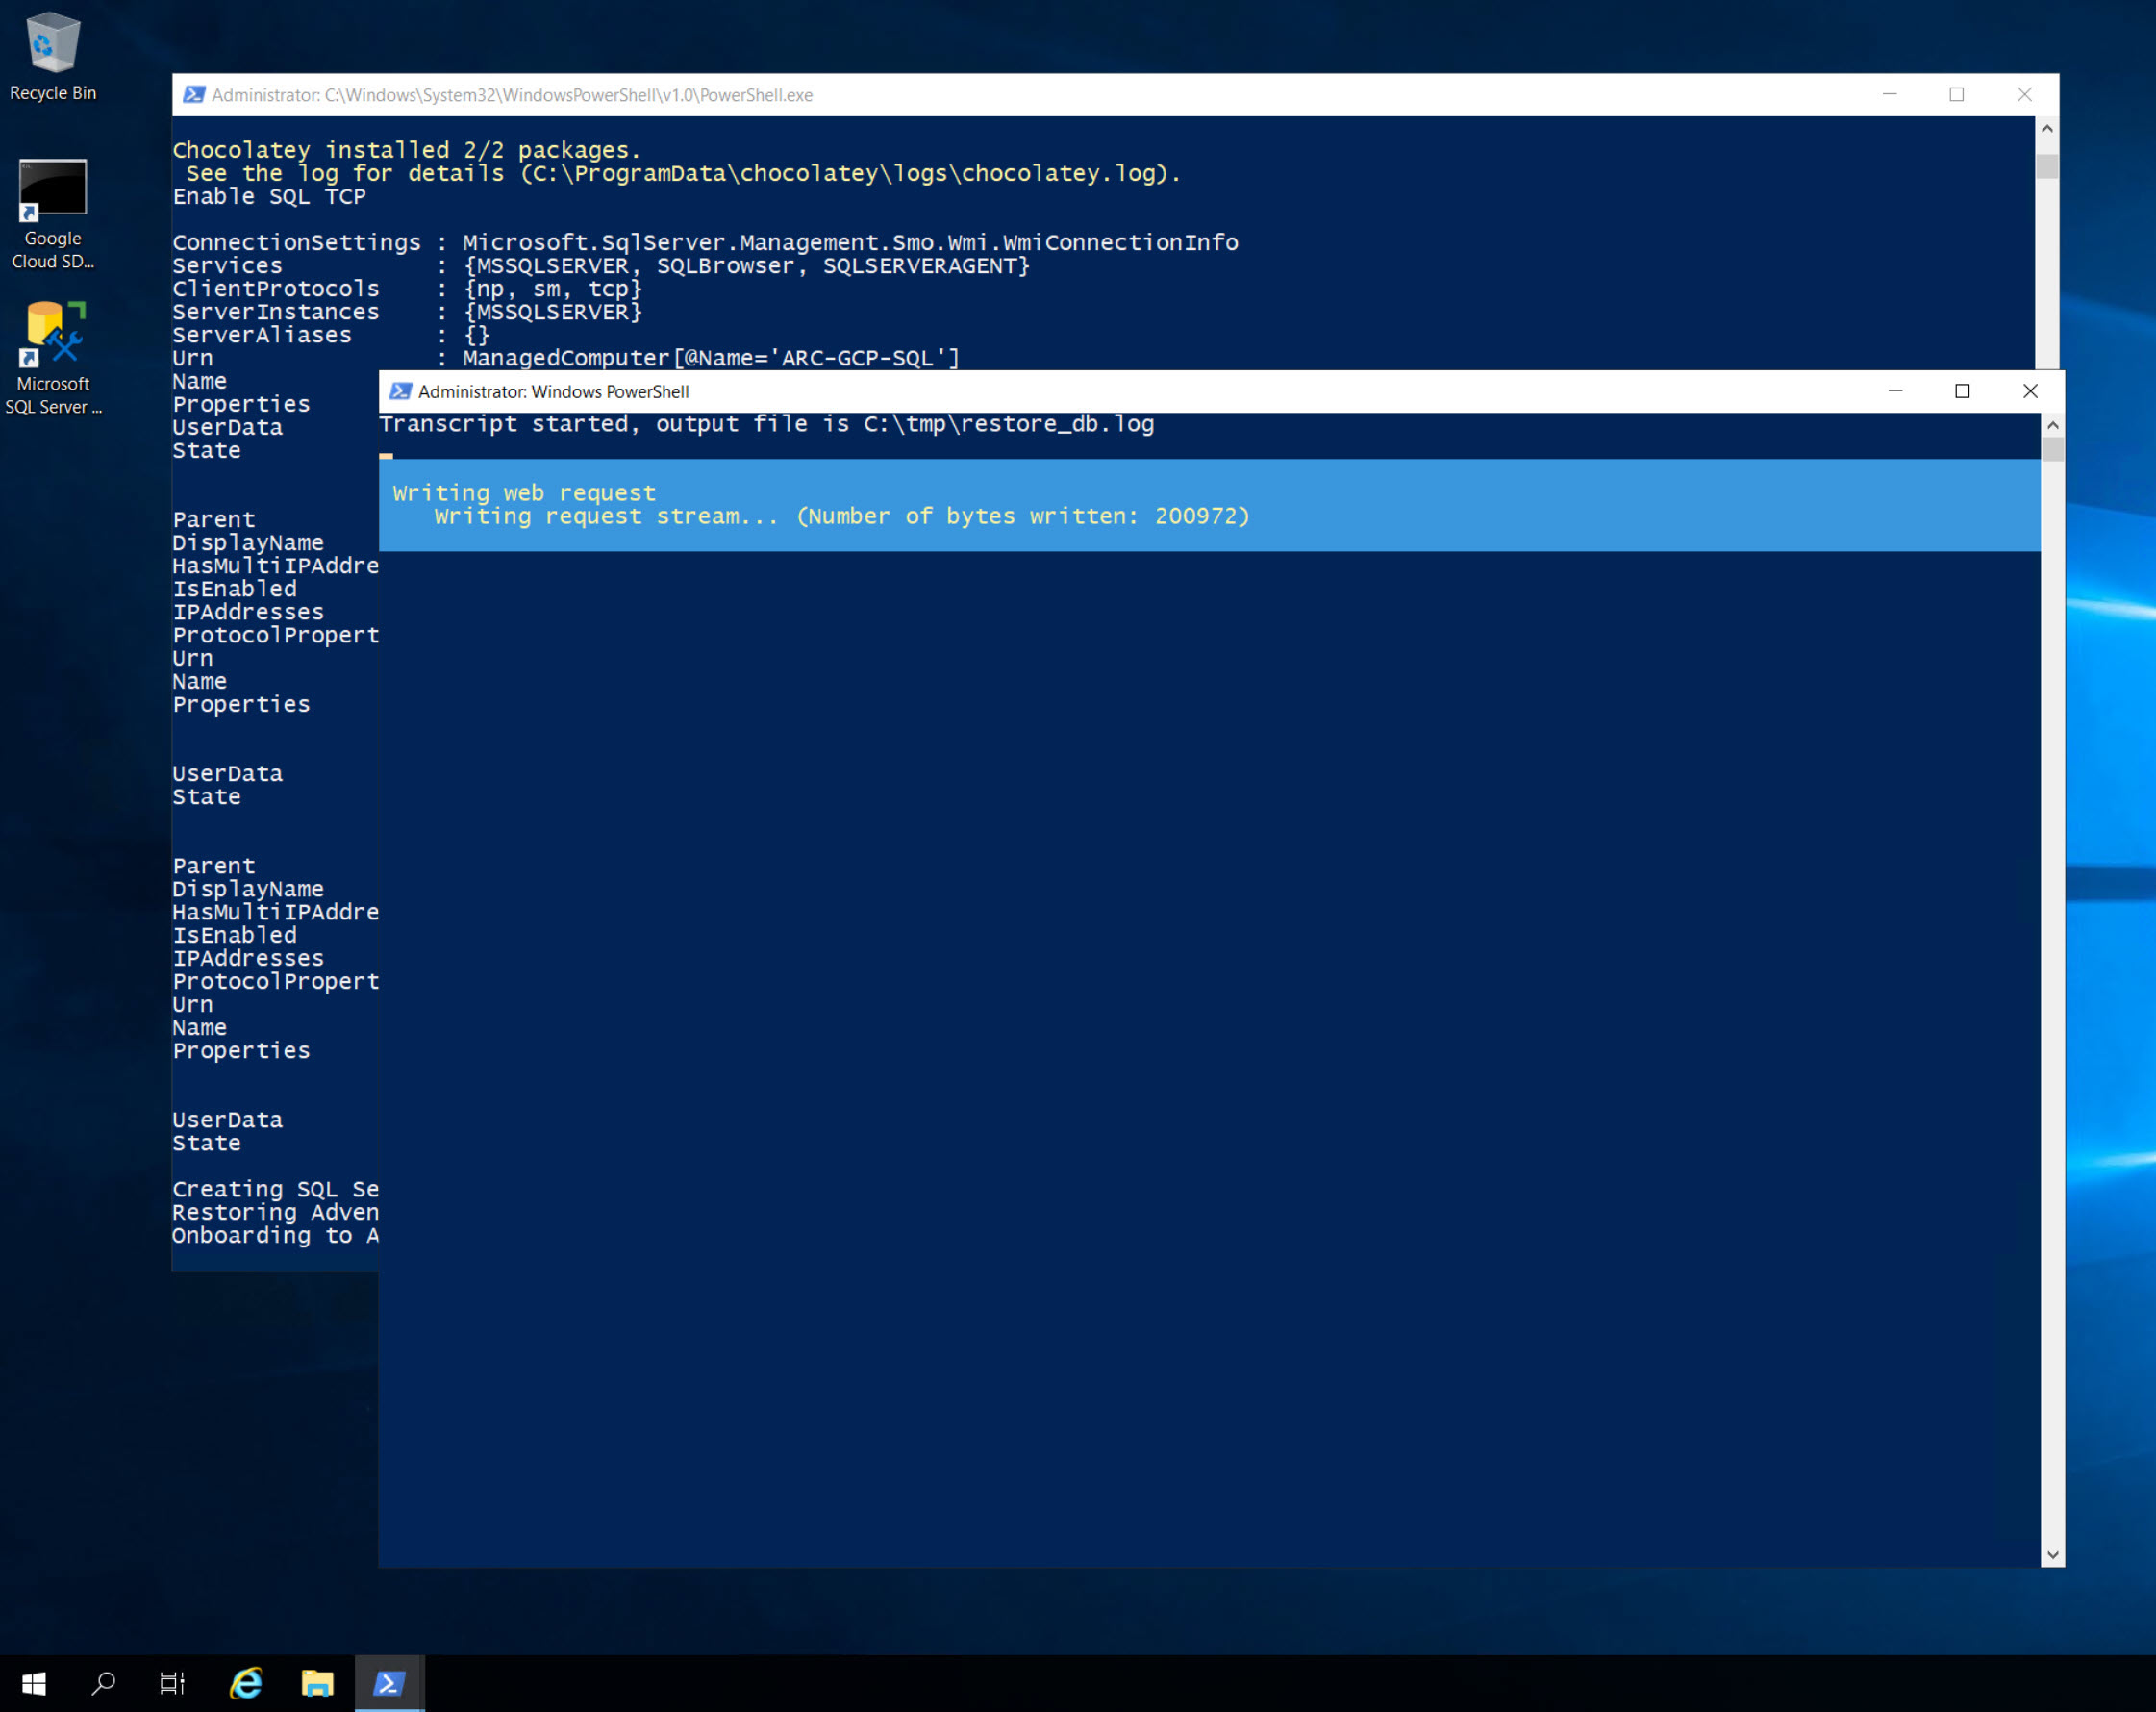 Recycle Bin
Google
Cloud SD...
Microsoft
SQL Server ...
Administrator: C:\Windows\System32\WindowsPowerShell\v1.0\PowerShell.exe
Chocolatey installed 2/2 packages.
See the log for details (C:\ProgramData\chocolatey\logs\chocolatey.log).
Enable SQL TCP
ConnectionSettings : Microsoft.SqlServer.Management.Smo.Wmi.WmiConnectionInfo
Services : {MSSQLSERVER, SQLBrowser, SQLSERVERAGENT}
ClientProtocols : {np, sm, tcp}
ServerInstances : {MSSQLSERVER}
ServerAliases : {}
Urn : ManagedComputer[@Name='ARC-GCP-SQL']
Name
Properties
UserData
State
Parent
DisplayName
HasMultiIPAddre
IsEnabled
IPAddresses
ProtocolPropert
Urn
Name
Properties
UserData
State
Parent
DisplayName
HasMultiIPAddre
IsEnabled
IPAddresses
ProtocolPropert
Urn
Name
Properties
UserData
State
Creating SQL Se
Restoring Adven
Onboarding to A
Administrator: Windows PowerShell
Transcript started, output file is C:\tmp\restore_db.log
Writing web request
Writing request stream... (Number of bytes written: 200972)